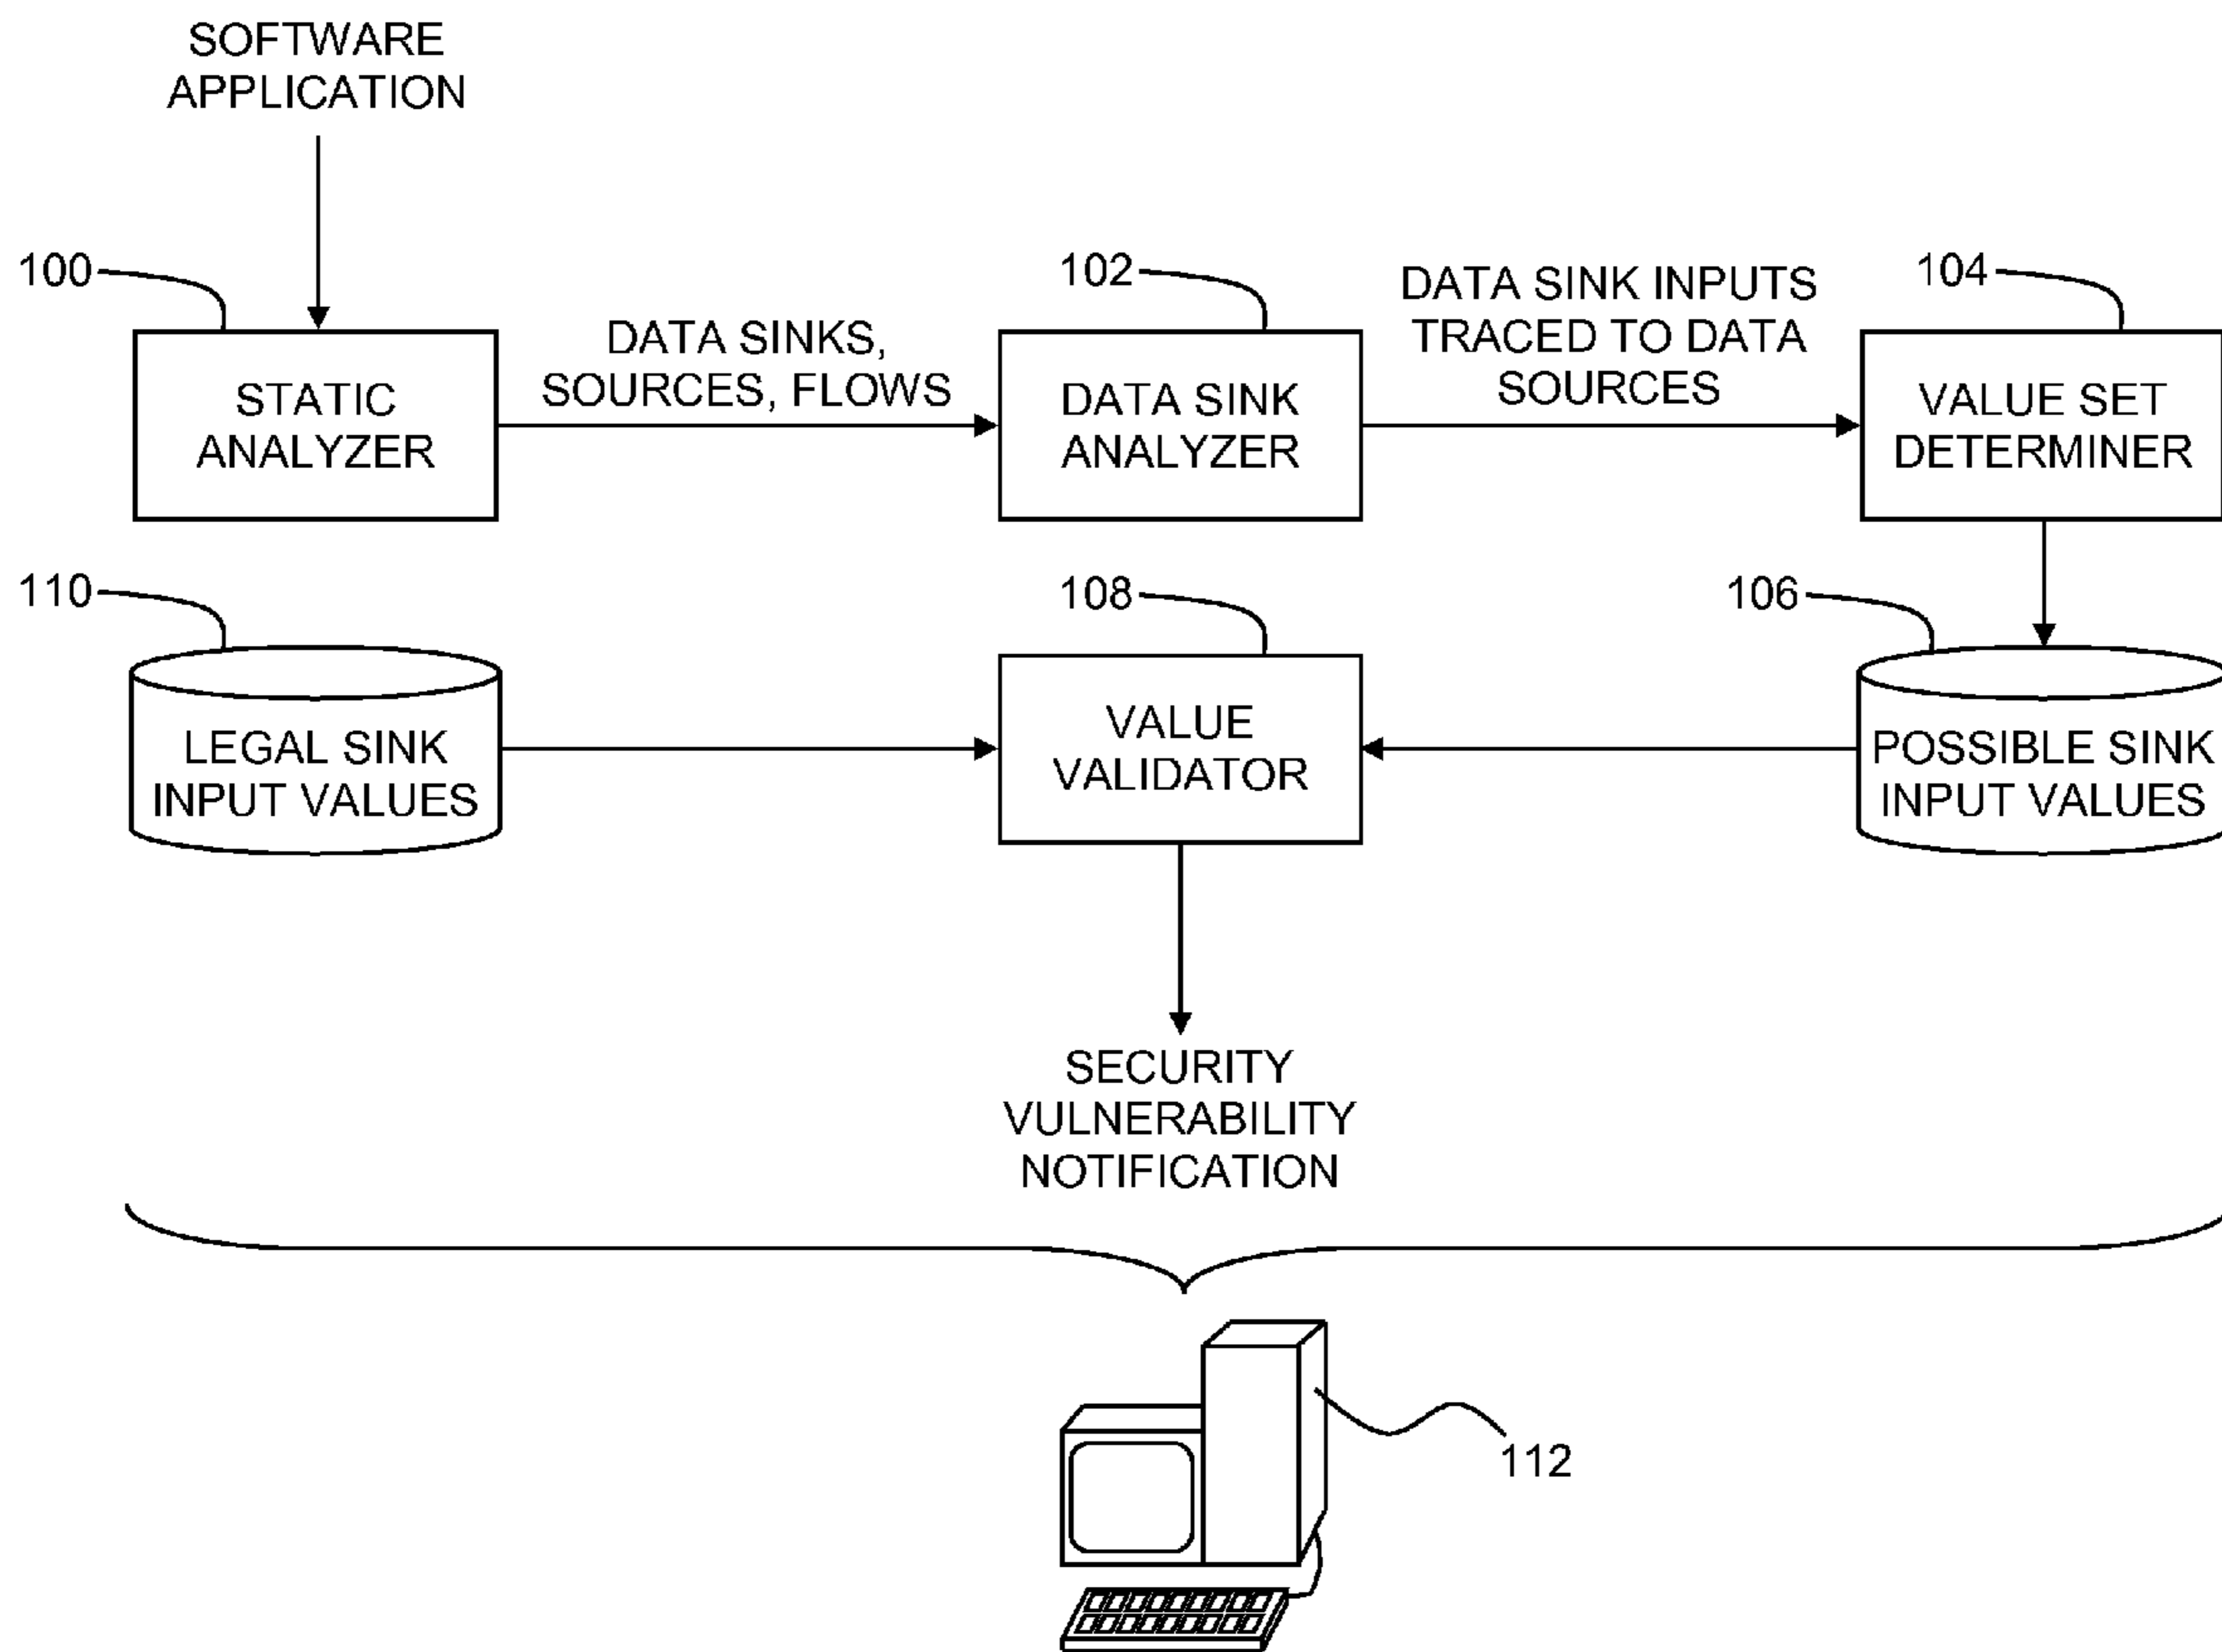 SOFTWARE
APPLICATION
100
102
DATA SINK INPUTS
TRACED TO DATA
SOURCES
104
DATA SINKS,
SOURCES, FLOWS
STATIC
ANALYZER
DATA SINK
ANALYZER
VALUE SET
DETERMINER
110
108
106
LEGAL SINK
INPUT VALUES
VALUE
VALIDATOR
POSSIBLE SINK
INPUT VALUES
SECURITY
VULNERABILITY
NOTIFICATION
112